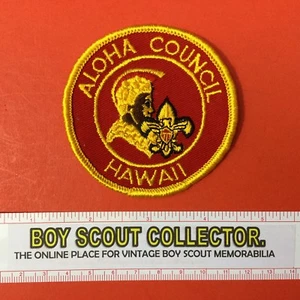 ALOHA COUNCIL
HAWAII
BOY SCOUT COLLECTOR.
THE ONLINE PLACE FOR VINTAGE BOY SCOUT MEMORABILIA